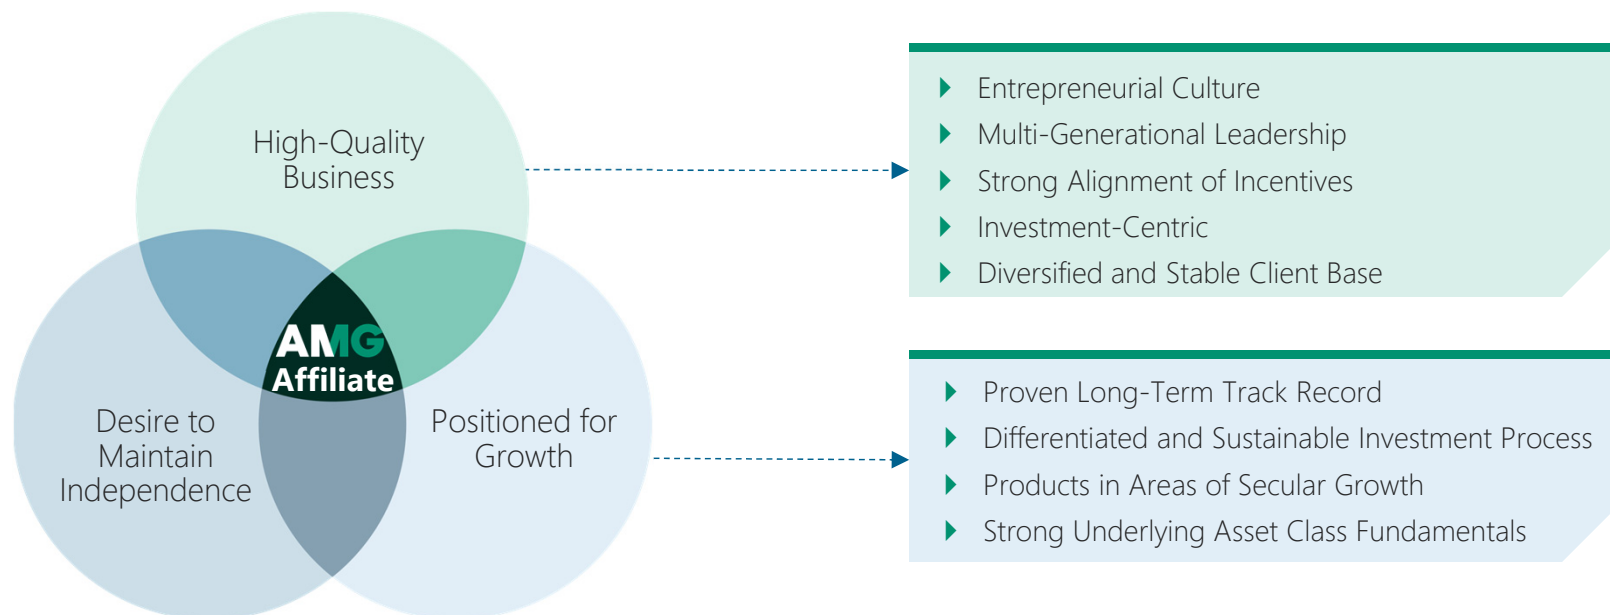 High-Quality
Business
AMG
Affiliate
Desire to
Maintain
Independence
Positioned for
Growth
Entrepreneurial Culture
Multi-Generational Leadership
Strong Alignment of Incentives
Investment-Centric
Diversified and Stable Client Base
Proven Long-Term Track Record
Differentiated and Sustainable Investment Process
Products in Areas of Secular Growth
Strong Underlying Asset Class Fundamentals